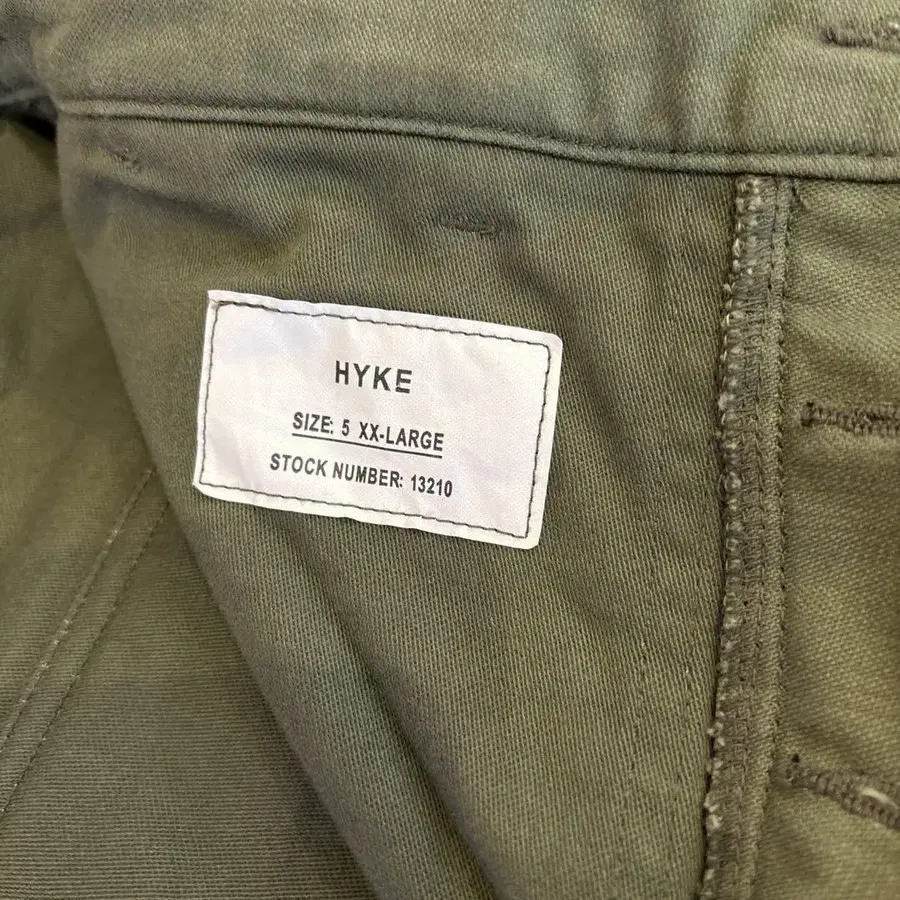 HYKE
SIZE: 5 XX-LARGE
STOCK NUMBER: 13210